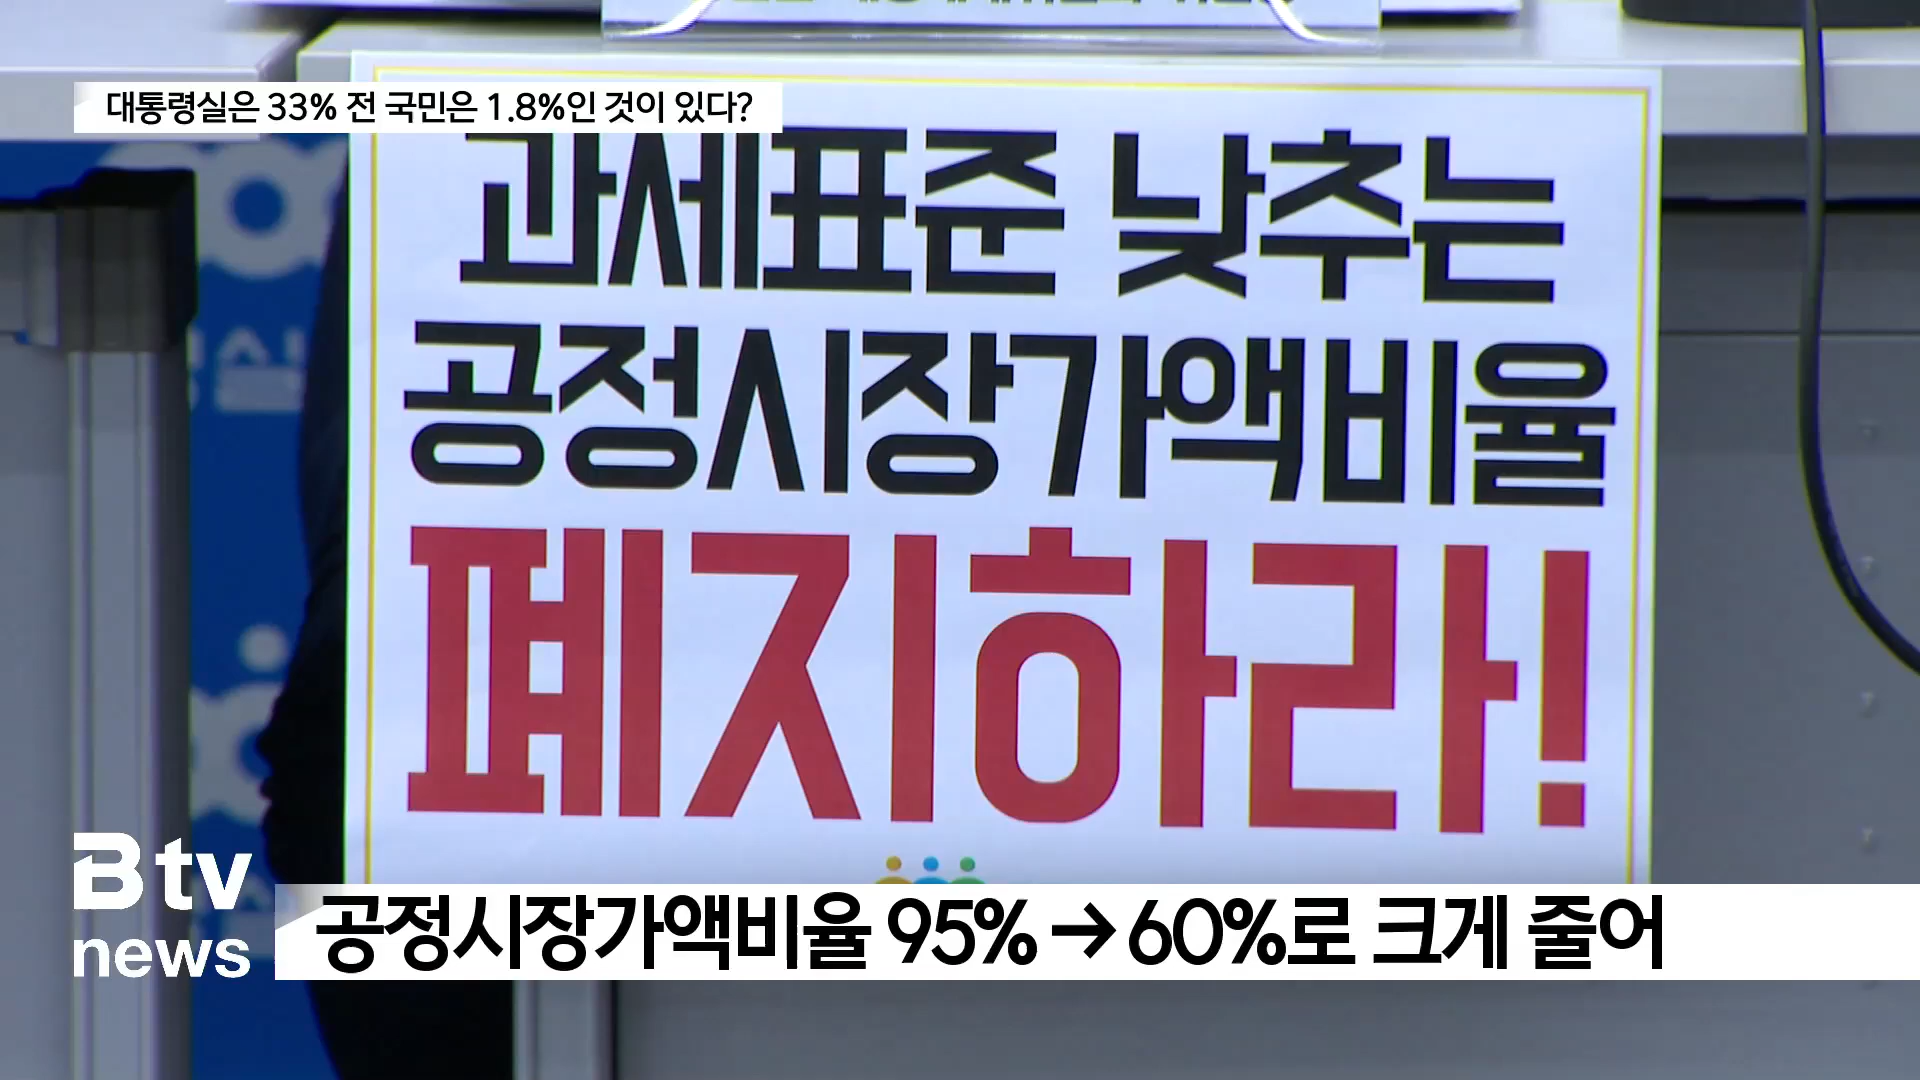 대통령실은 33% 전 국민은 1.8%인 것이 있다?
과세표준 낮추는
공정시장가액비율
폐지하라!
B tv
news
공정시장가액비율 95%→60%로 크게 줄어